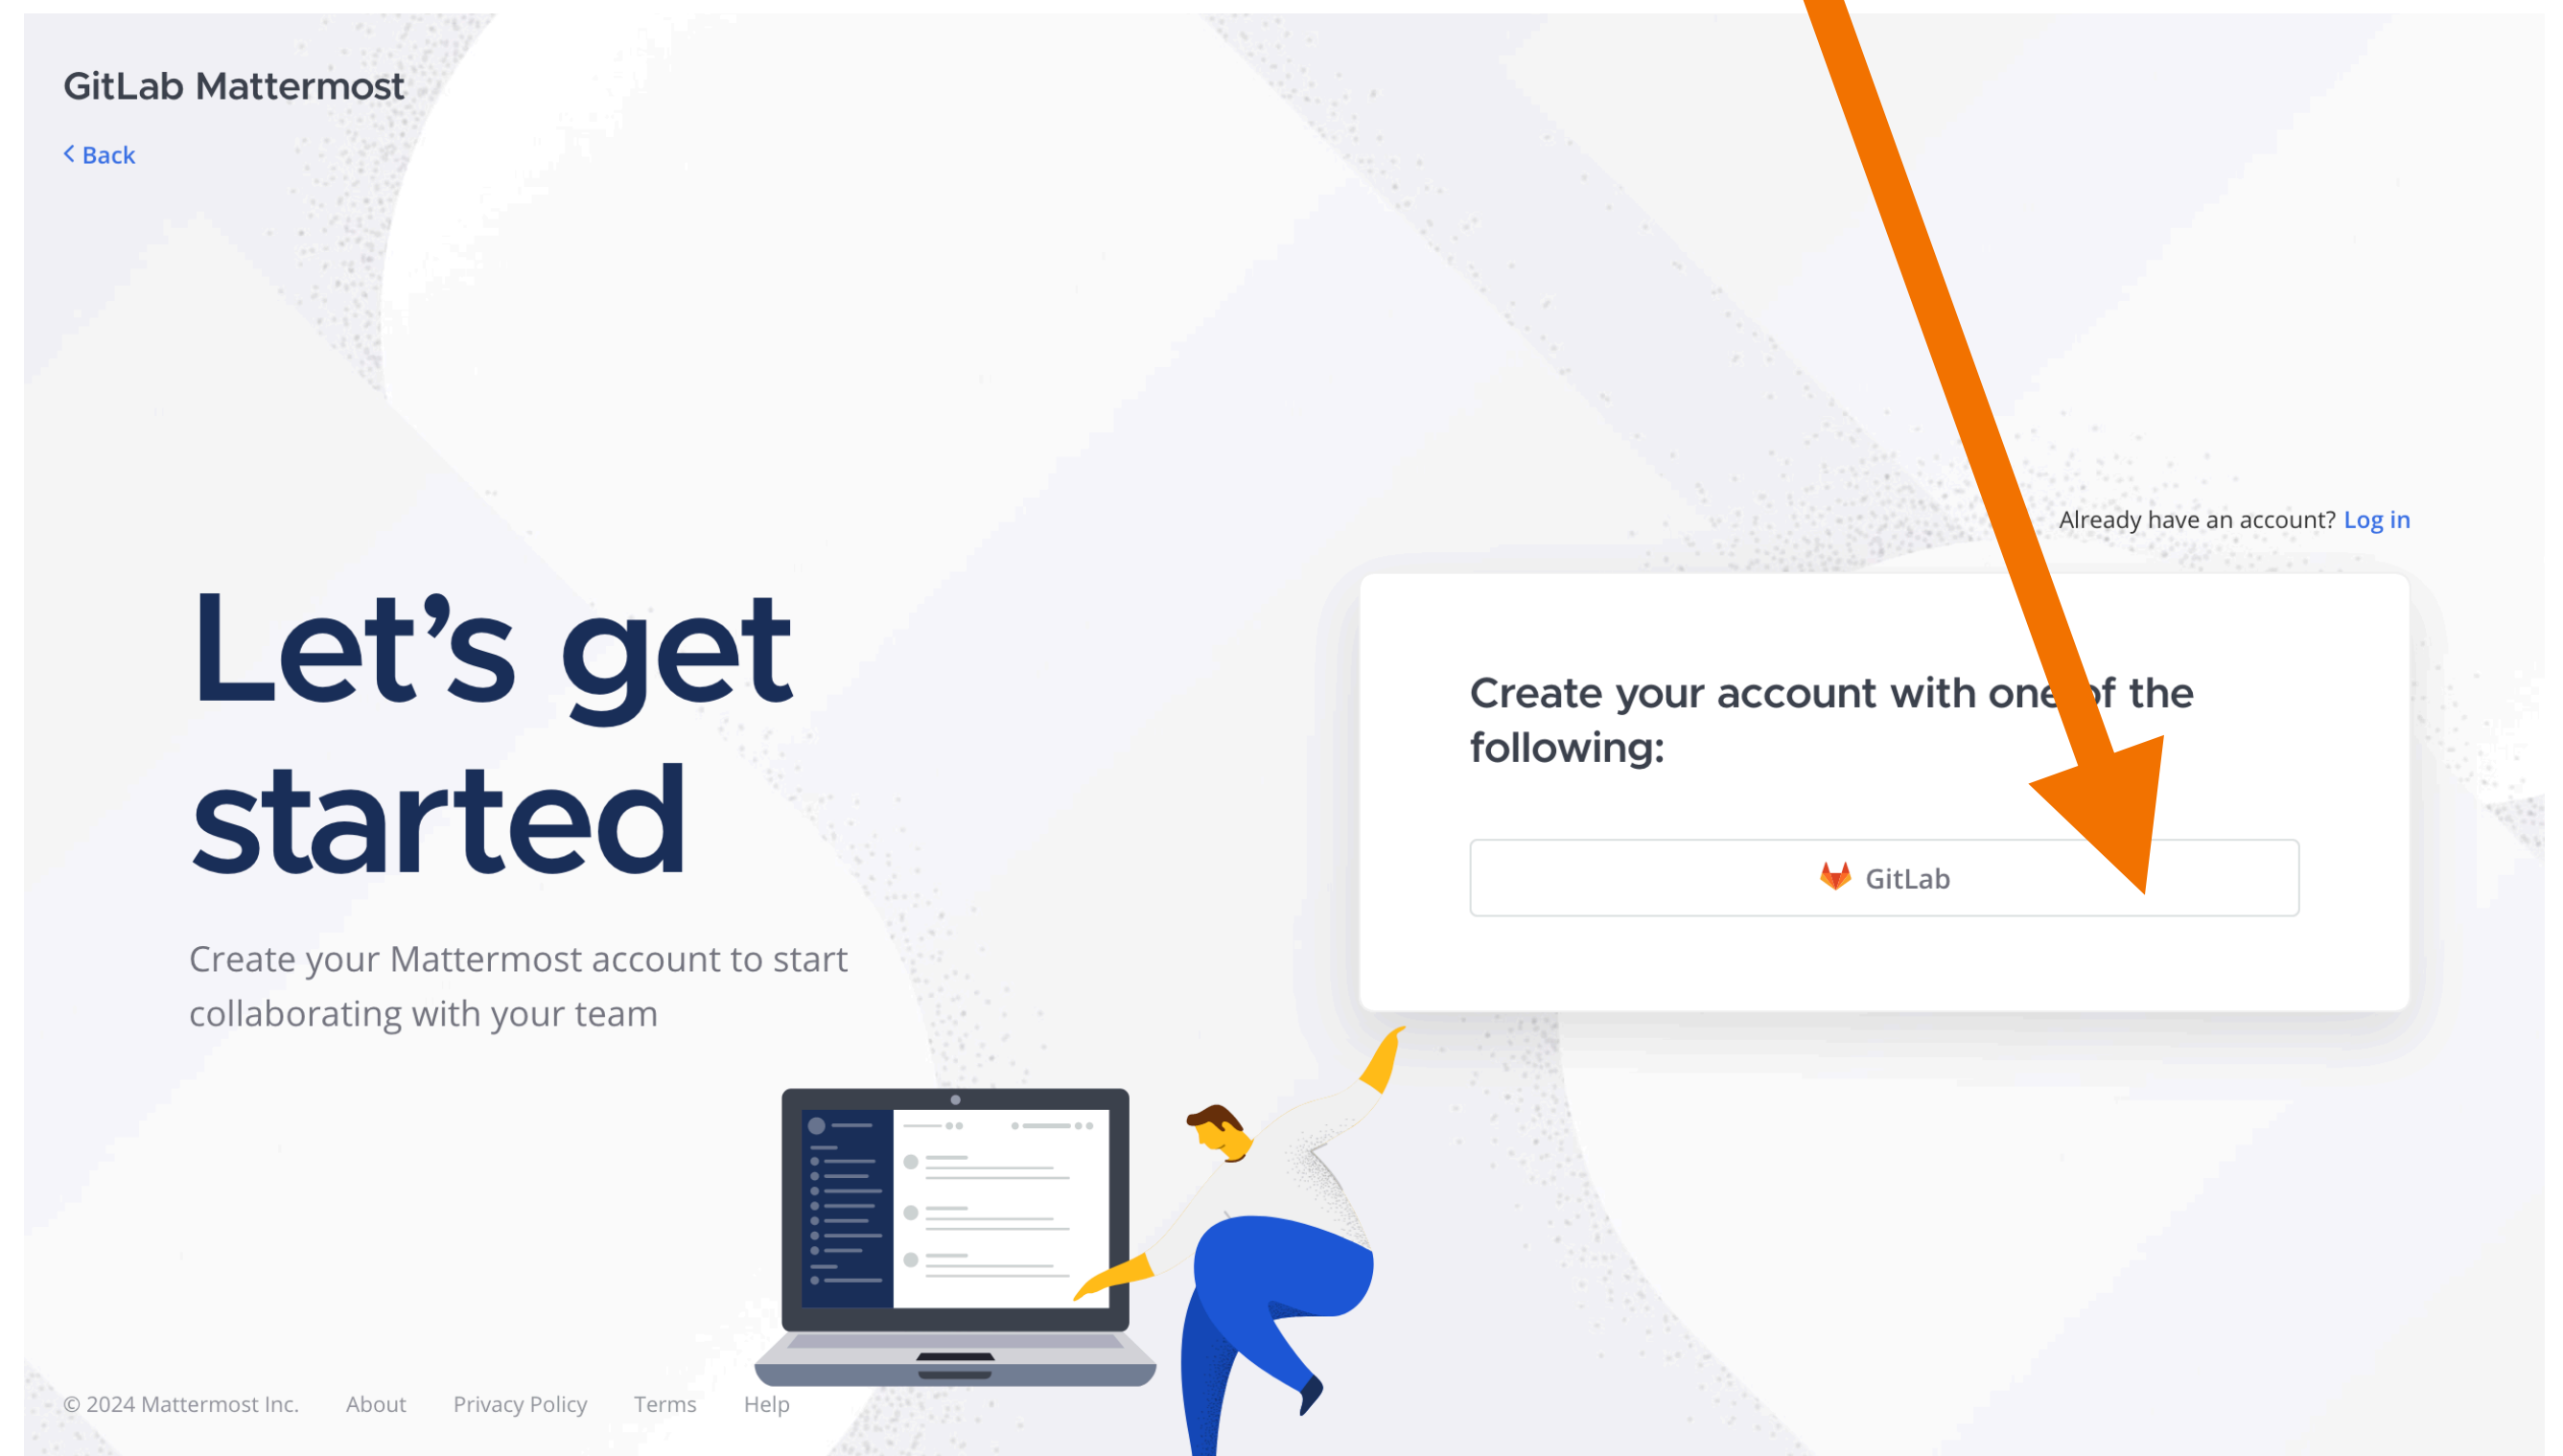 GitLab Mattermost
Back
Already have an account? Log in
Let's get
started
Create your Mattermost account to start
collaborating with your team
Create your account with one of the
following:
GitLab
© 2024 Mattermost Inc. About Privacy Policy Terms Help